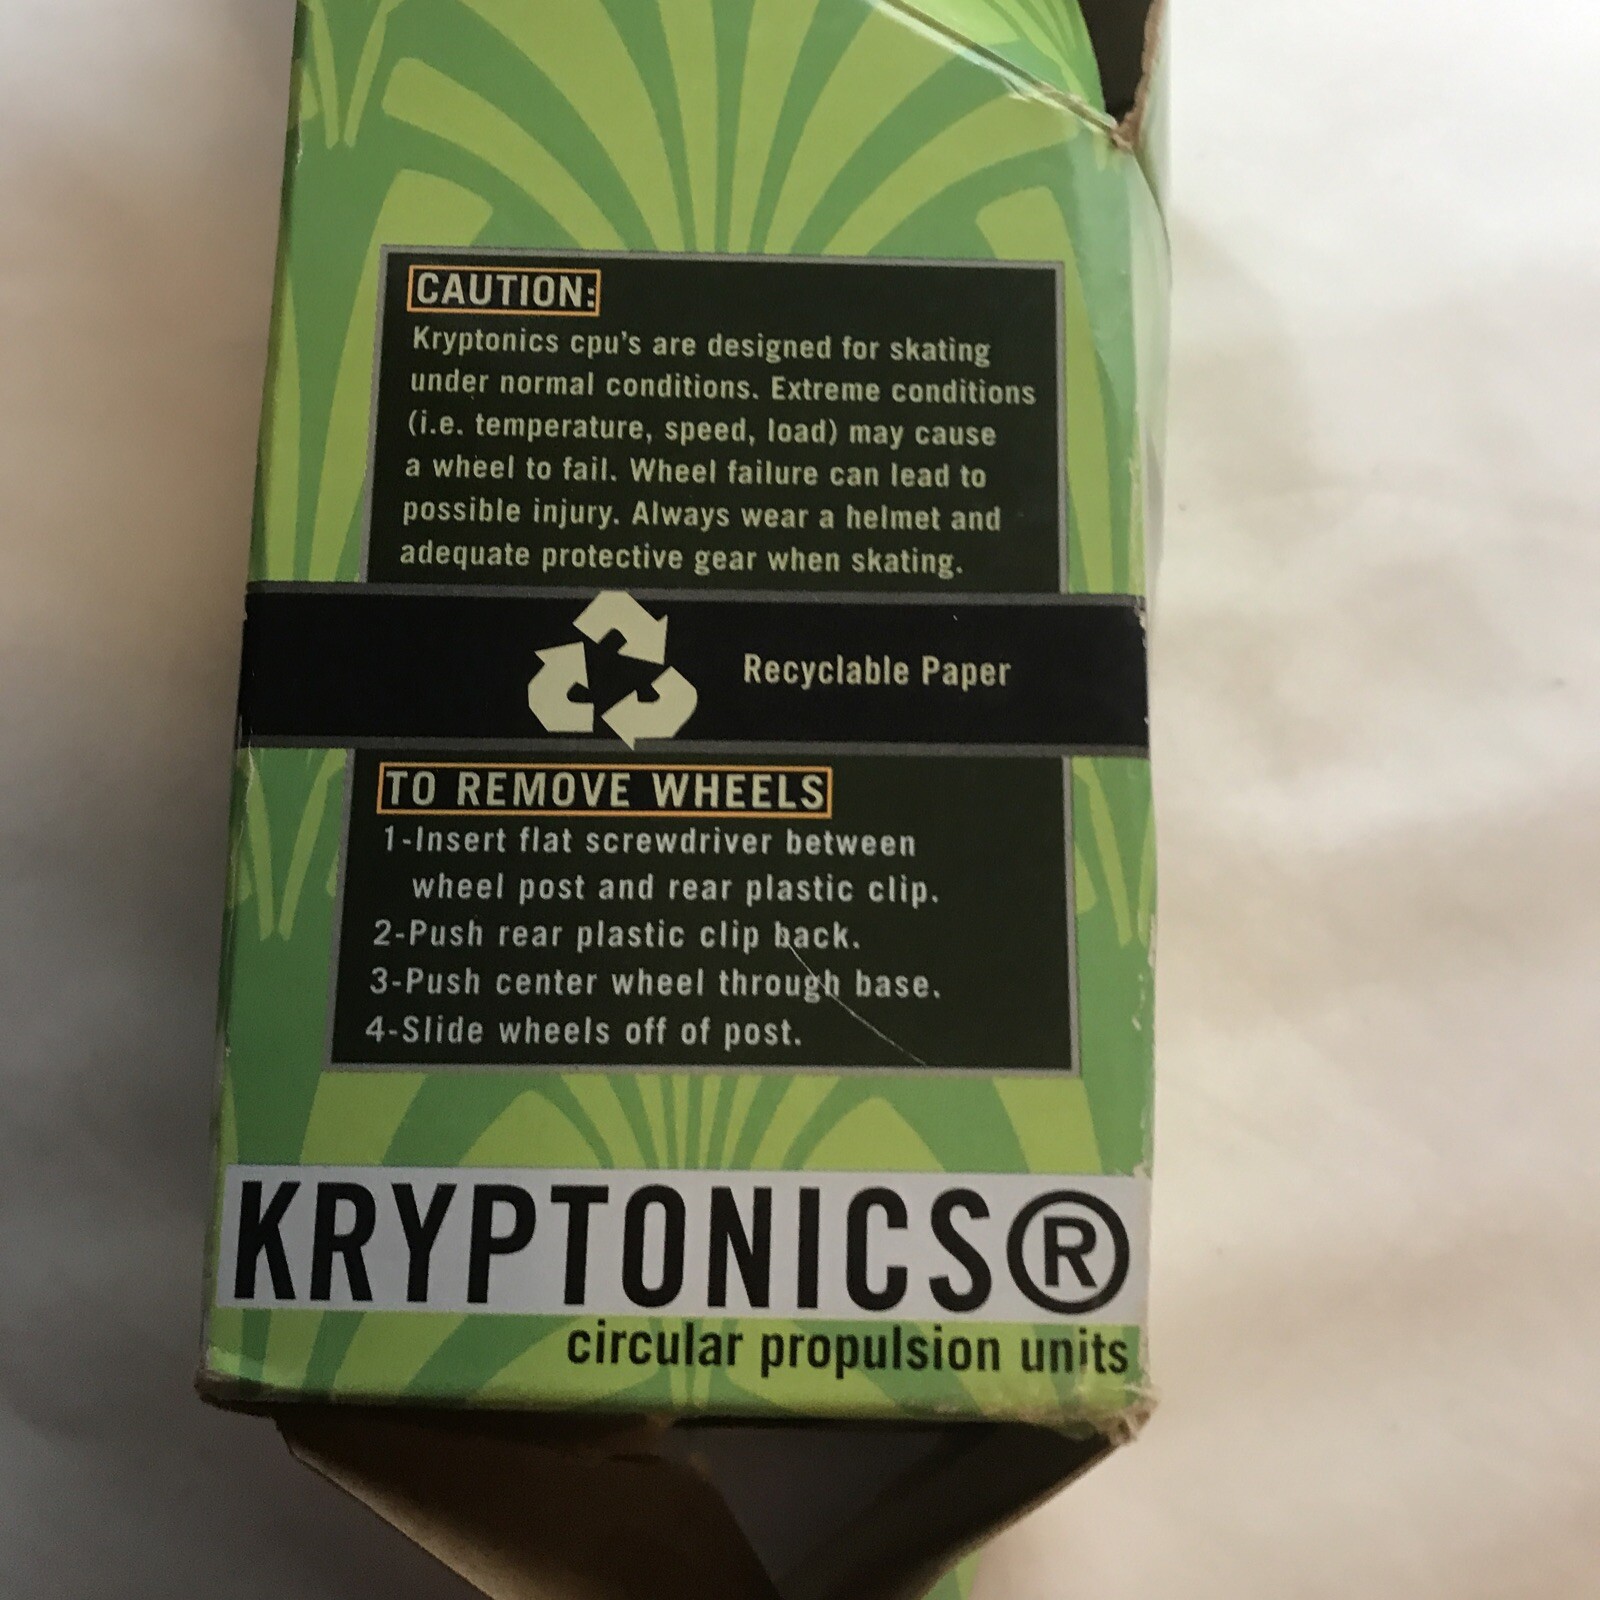 CAUTION:
Kryptonics cpu's are designed for skating
under normal conditions. Extreme conditions
(i.e. temperature, speed, load) may cause
a wheel to fail. Wheel failure can lead to
possible injury. Always wear a helmet and
adequate protective gear when skating.
Recyclable Paper
TO REMOVE WHEELS
1-Insert flat screwdriver between
wheel post and rear plastic clip.
2-Push rear plastic clip back.
3-Push center wheel through base.
4-Slide wheels off of post.
KRYPTONICS®
circular propulsion units